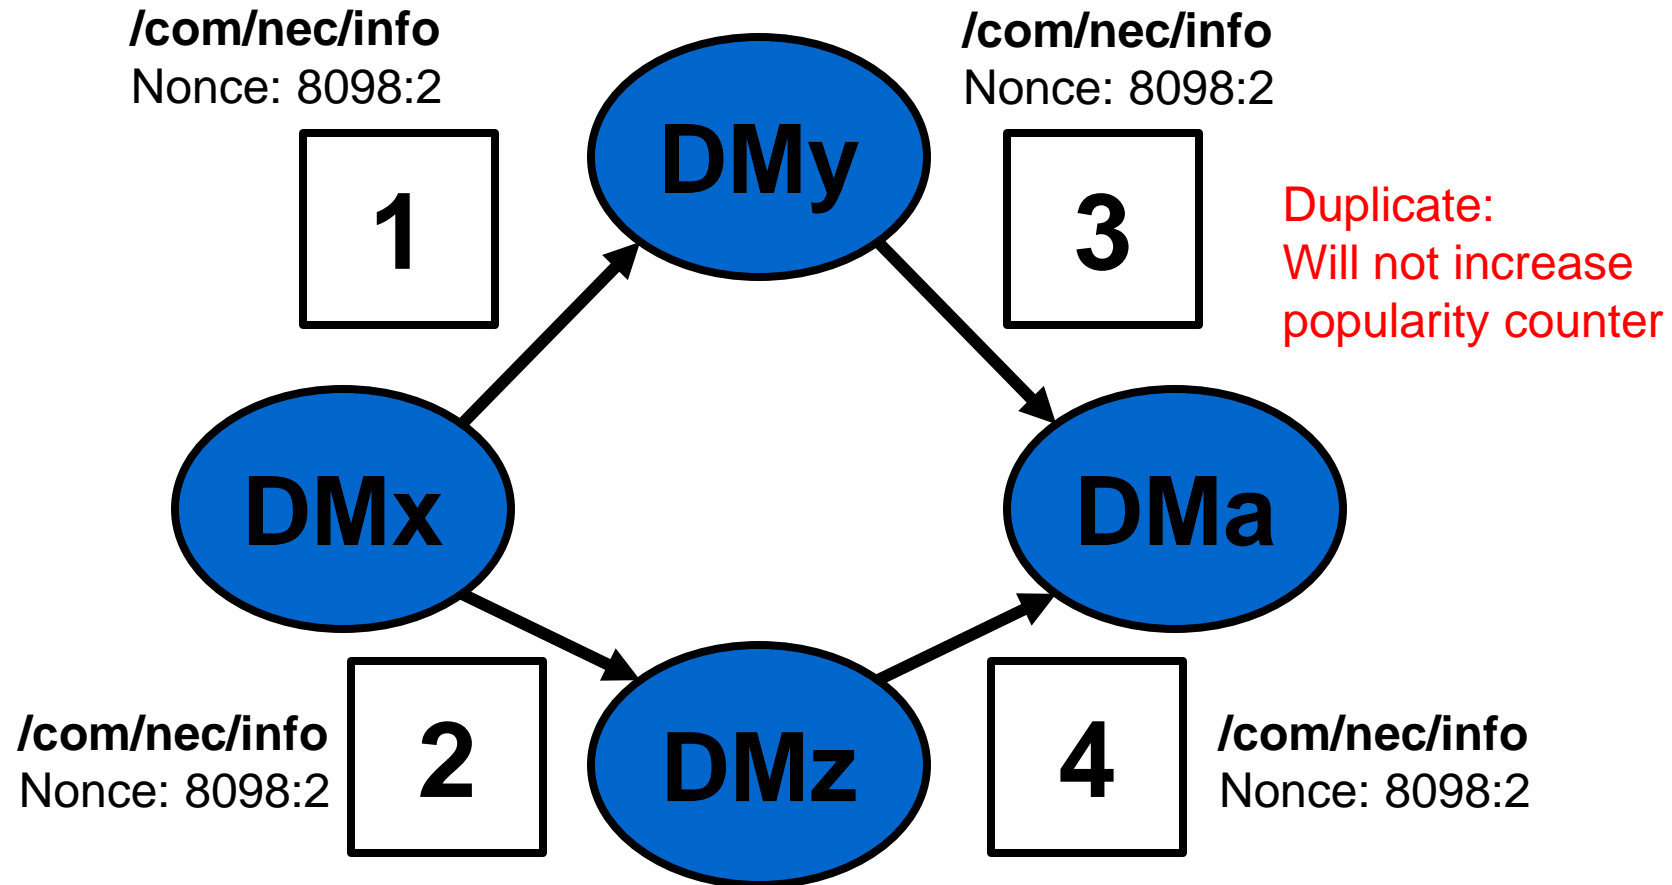 /com/nec/info
Nonce: 8098:2
/com/nec/info
Nonce: 8098:2
DMy
1
3
Duplicate:
Will not increase
popularity counter
DMx
DMa
/com/nec/info
Nonce: 8098:2
2
DMz
4
/com/nec/info
Nonce: 8098:2